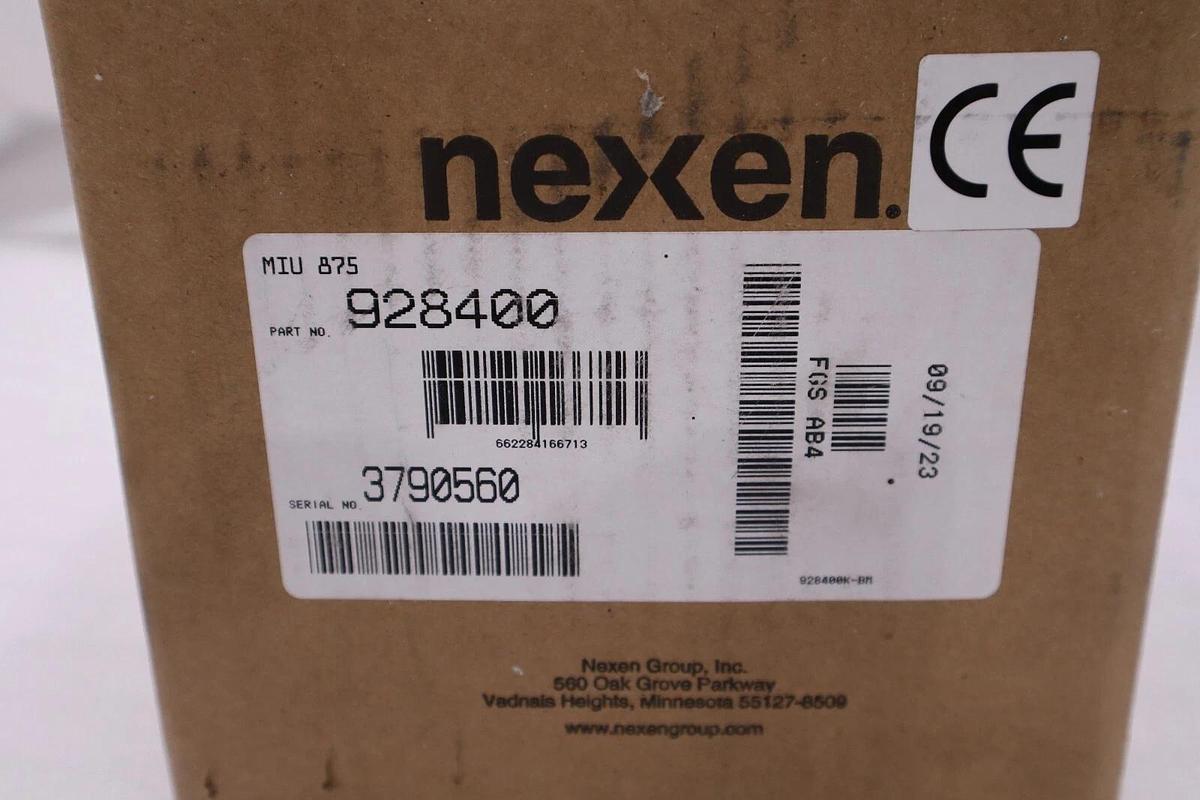 nexen®
CE
MIU 875
PART NO. 928400
662284166713
SERIAL NO. 3790560
FGS AB4
09/19/23
928400K-BM
Nexen Group, Inc.
560 Oak Grove Parkway
Vadnais Heights, Minnesota 55127-8509
www.nexengroup.com